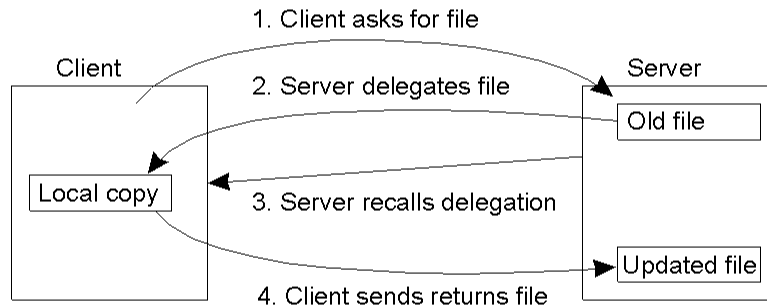 1. Client asks for file
Client
Server
2. Server delegates file
Old file
Local copy
3. Server recalls delegation
Updated file
4. Client sends returns file